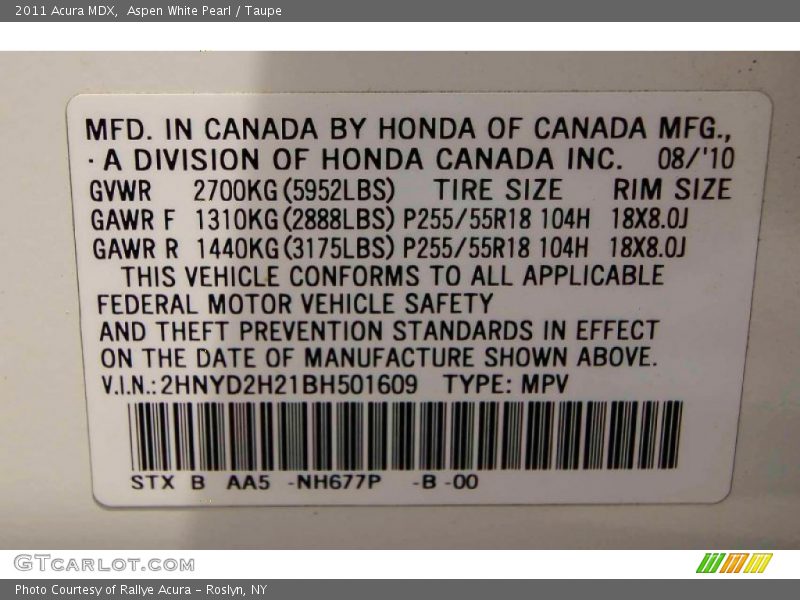 2011 Acura MDX,  Aspen White Pearl / Taupe
MFD. IN CANADA BY HONDA OF CANADA MFG.,
· A DIVISION OF HONDA CANADA INC.   08/'10
GVWR   2700KG(5952LBS)   TIRE SIZE   RIM SIZE
GAWR F  1310KG(2888LBS) P255/55R18 104H  18X8.0J
GAWR R  1440KG(3175LBS) P255/55R18 104H  18X8.0J
THIS VEHICLE CONFORMS TO ALL APPLICABLE
FEDERAL MOTOR VEHICLE SAFETY
AND THEFT PREVENTION STANDARDS IN EFFECT
ON THE DATE OF MANUFACTURE SHOWN ABOVE.
V.I.N.: 2HNYD2H21BH501609   TYPE: MPV
STX  B  AA5  -NH677P   -B -00
GTCARLOT.COM
Photo Courtesy of Rallye Acura - Roslyn, NY